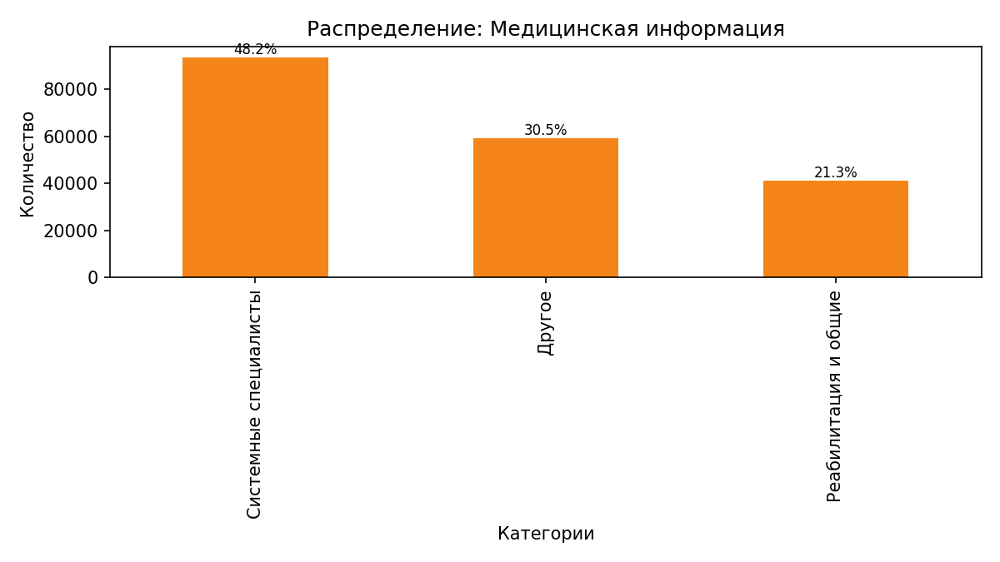 Распределение: Медицинская информация
48.2%
30.5%
21.3%
80000
60000
40000
20000
0
Количество
Системные специалисты
Другое
Реабилитация и общие
Категории